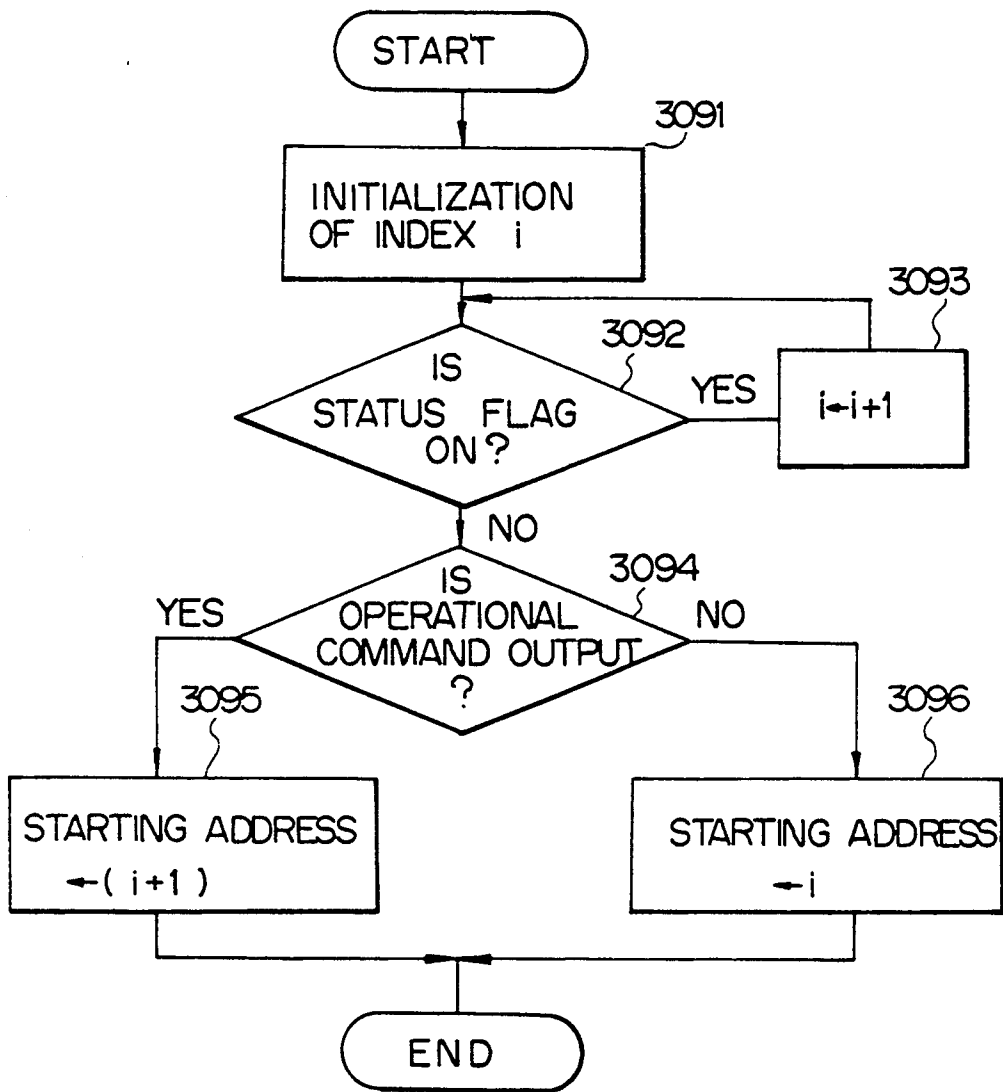 START
3091
INITIALIZATION
OF INDEX i
3093
3092
IS
STATUS FLAG
ON?
YES
i←i+1
NO
3094
IS
OPERATIONAL
COMMAND OUTPUT
?
YES
NO
3095
3096
STARTING ADDRESS
←( i+1 )
STARTING ADDRESS
←i
END